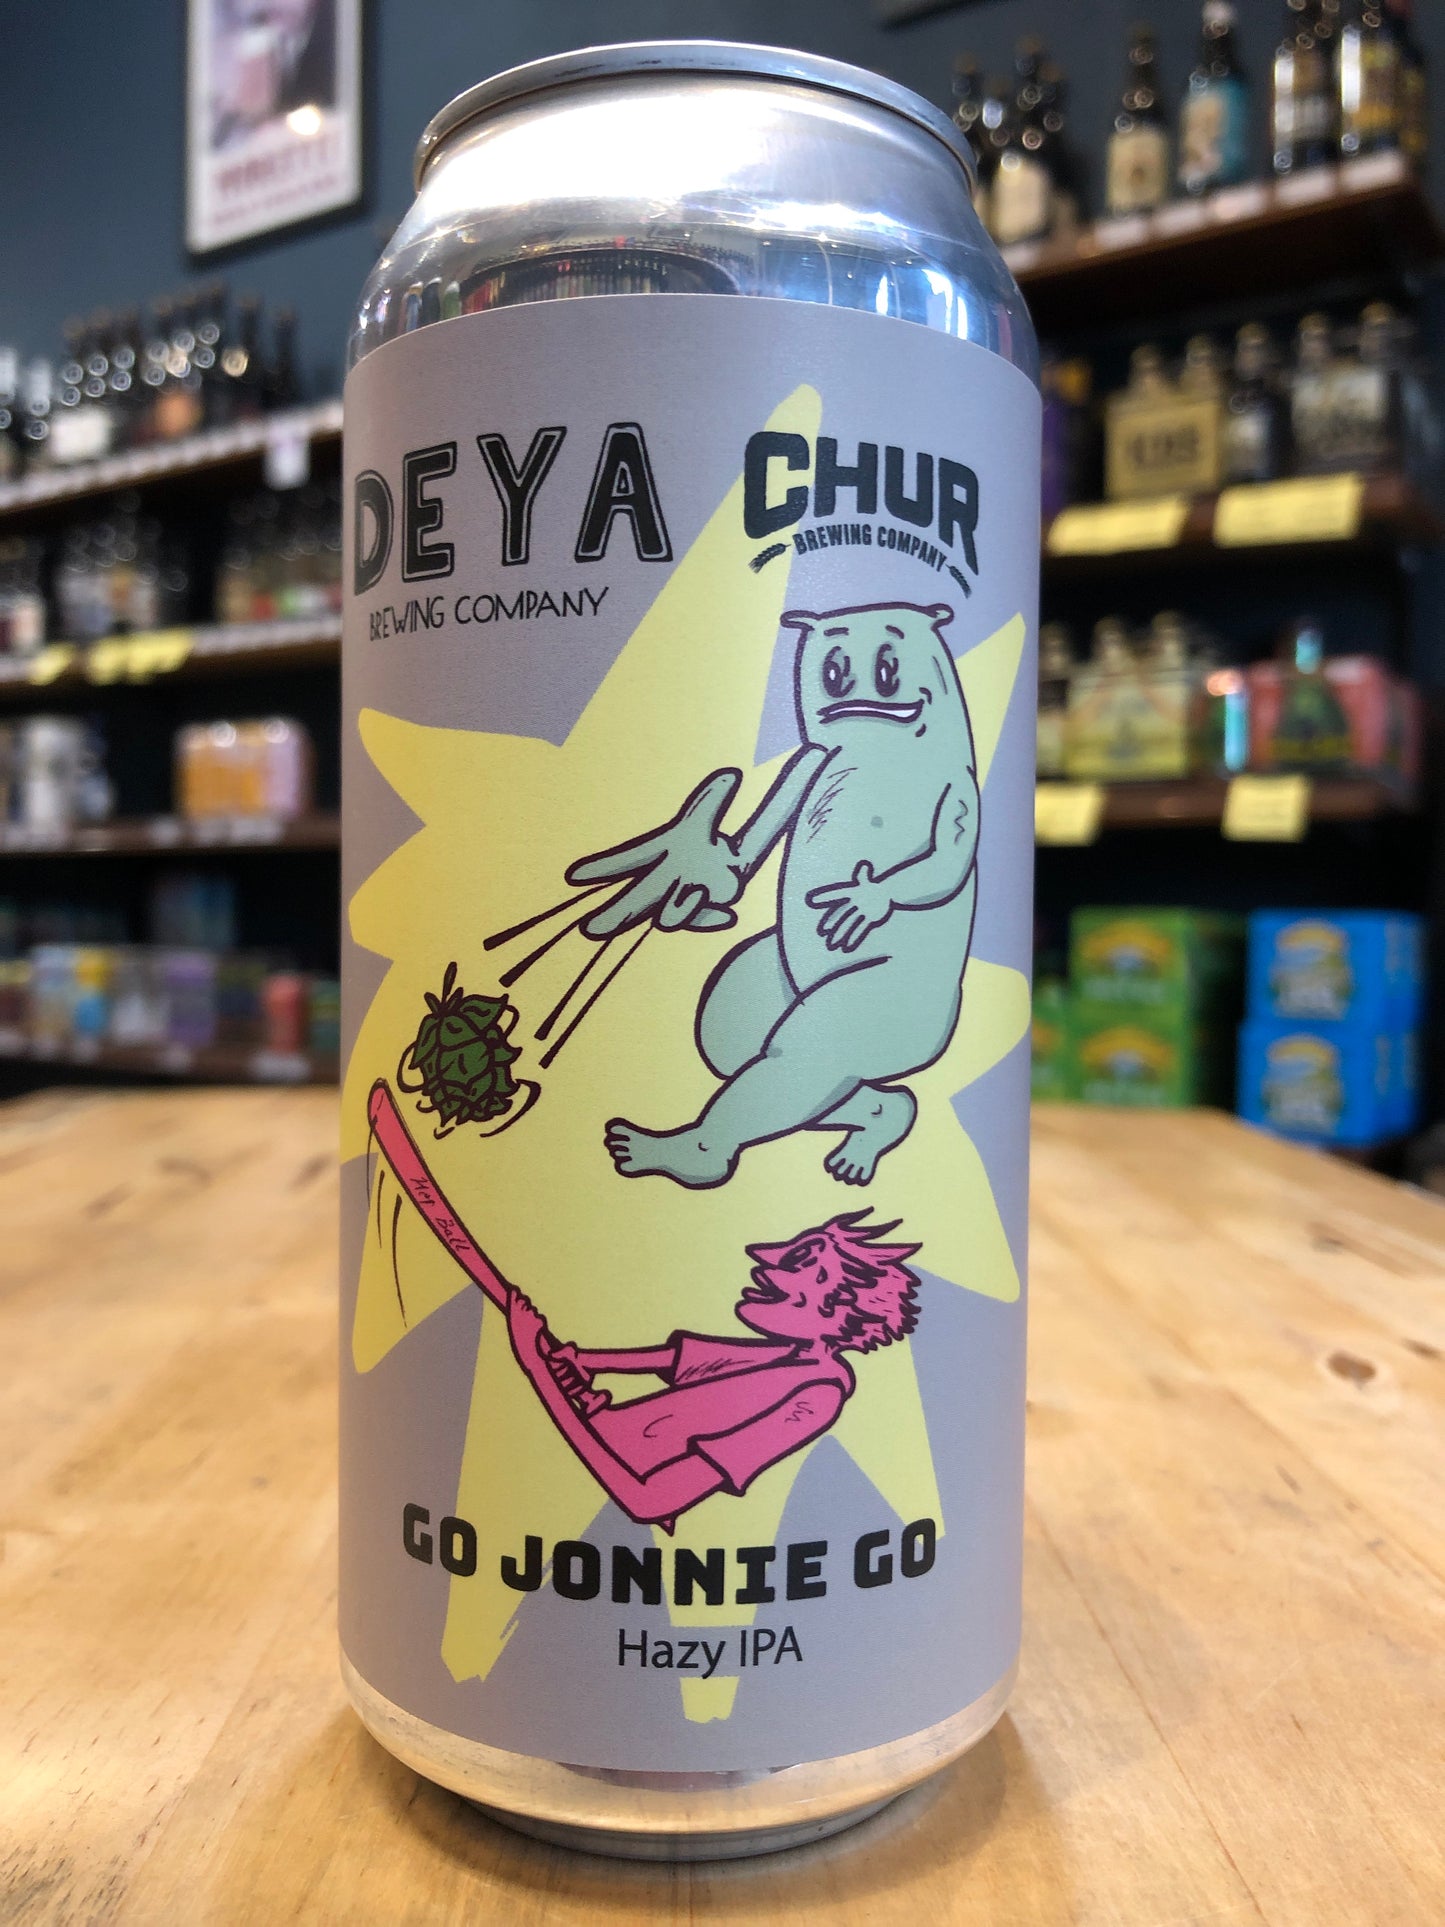 DEYA
BREWING COMPANY
CHUR
BREWING COMPANY
Hop Ball
GO JONNIE GO
Hazy IPA